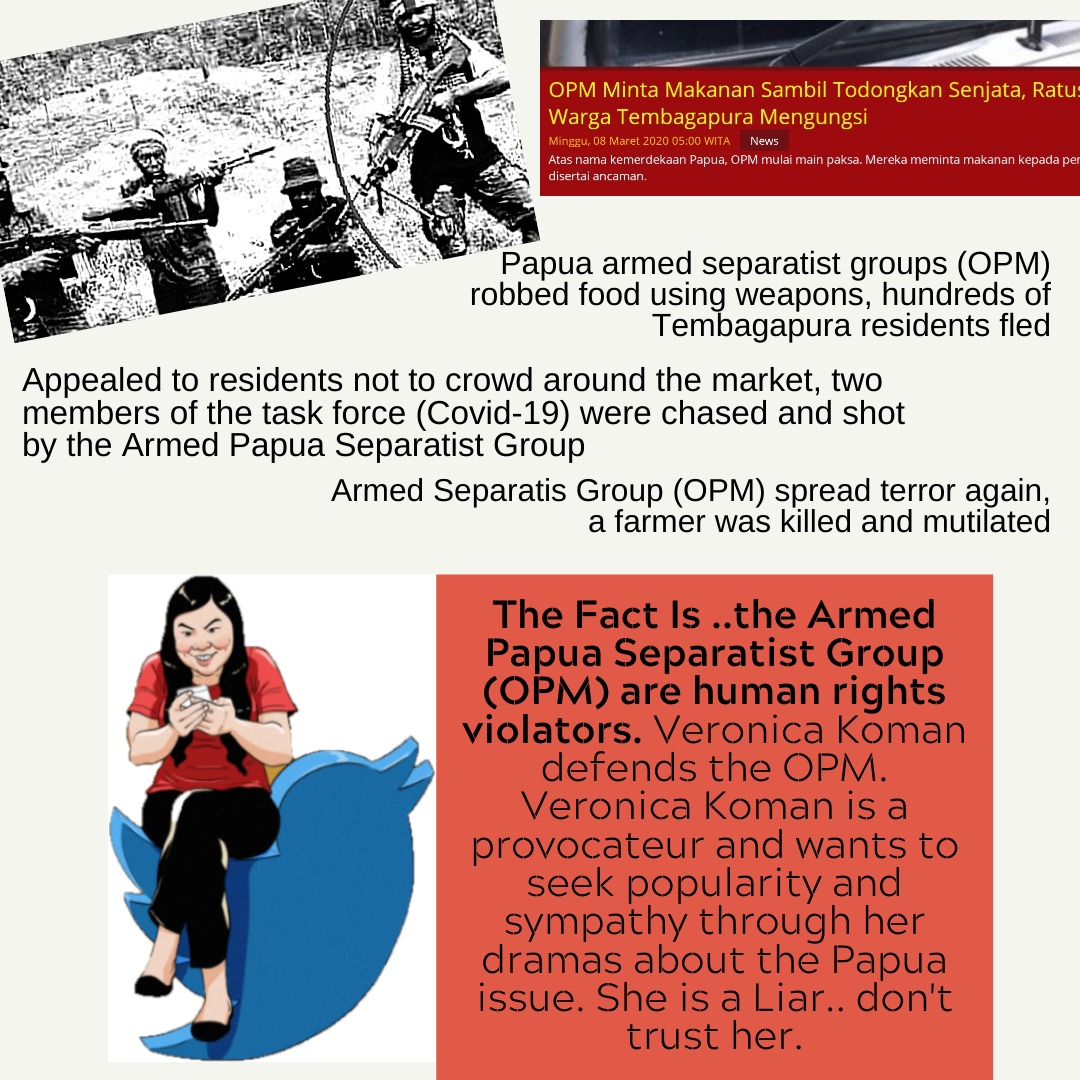 OPM Minta Makanan Sambil Todongkan Senjata, Ratus
Warga Tembagapura Mengungsi
Minggu, 08 Maret 2020 05:00 WITA News
Atas nama kemerdekaan Papua, OPM mulai main paksa. Mereka meminta makanan kepada
disertai ancaman.
Papua armed separatist groups (OPM)
robbed food using weapons, hundreds of
Tembagapura residents fled
Appealed to residents not to crowd around the market, two
members of the task force (Covid-19) were chased and shot
by the Armed Papua Separatist Group
Armed Separatis Group (OPM) spread terror again,
a farmer was killed and mutilated
The Fact Is ..the Armed
Papua Separatist Group
(OPM) are human rights
violators. Veronica Koman
defends the OPM.
Veronica Koman is a
provocateur and wants to
seek popularity and
sympathy through her
dramas about the Papua
issue. She is a Liar.. don't
trust her.